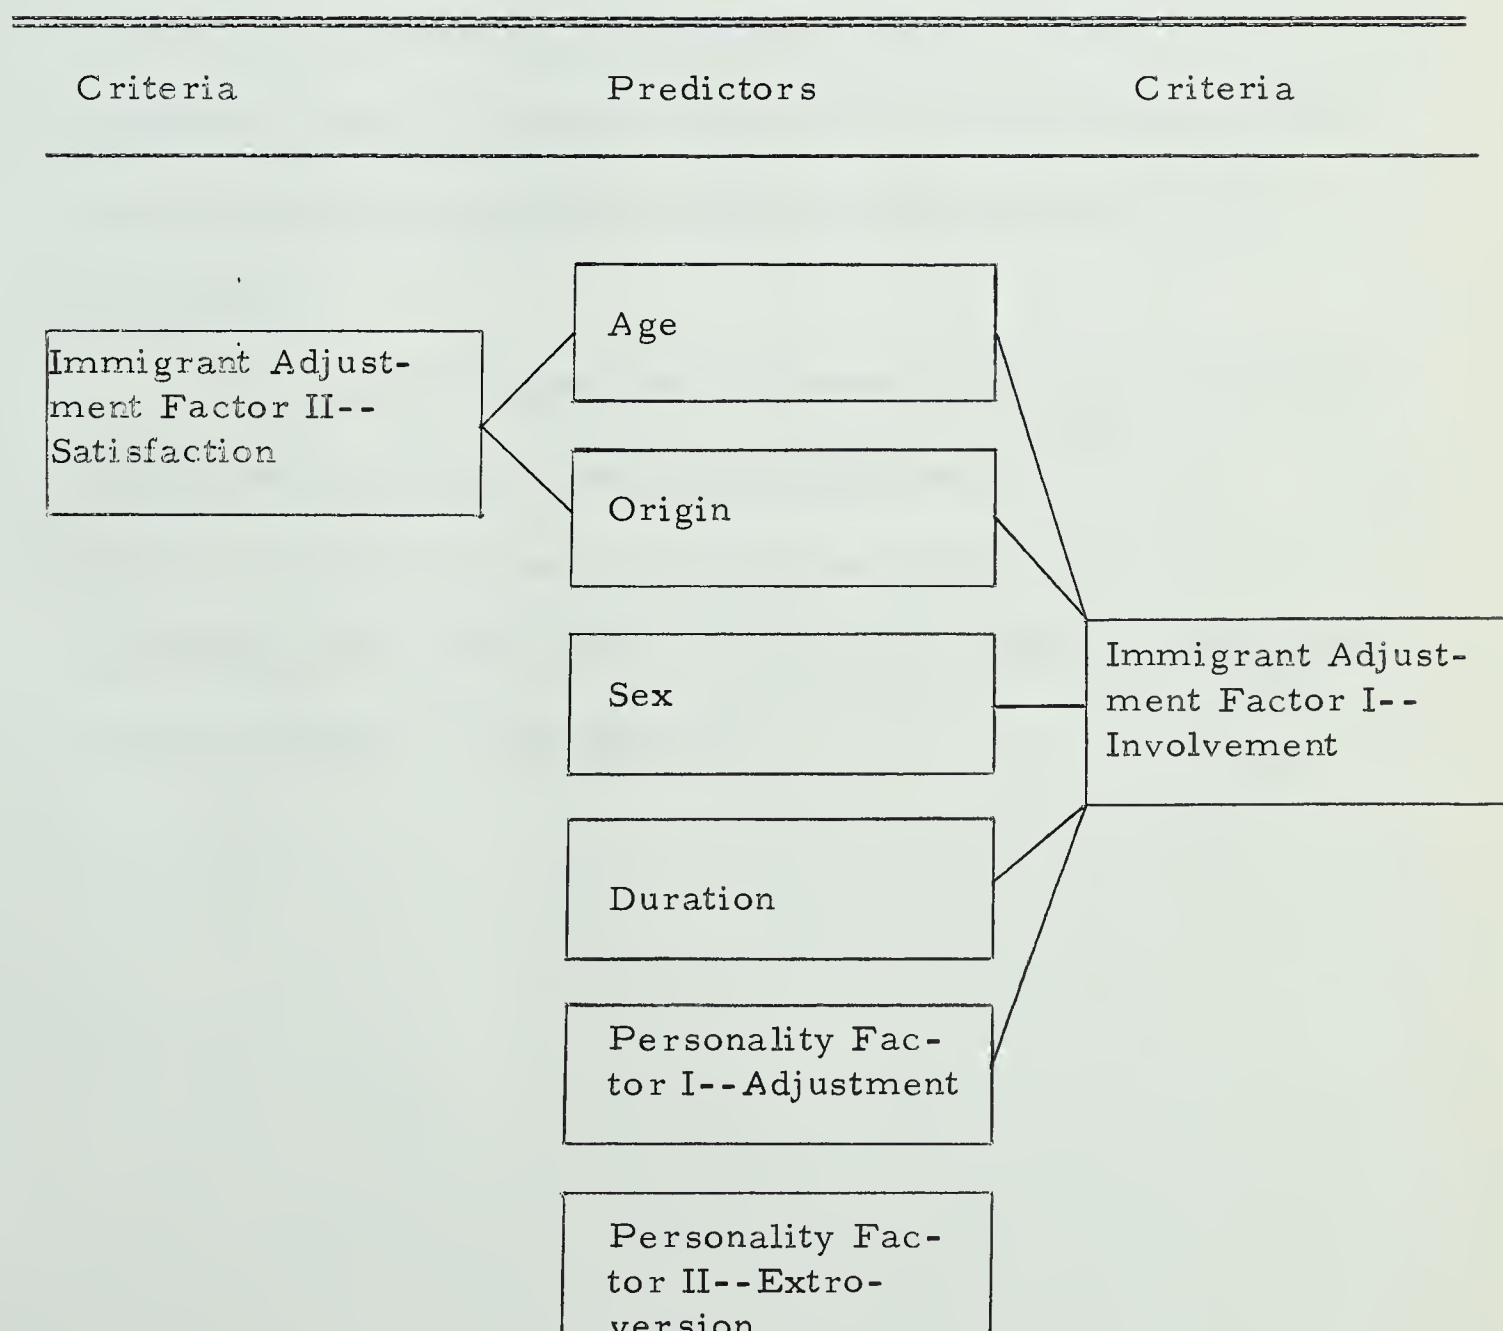 Criteria Predictors Criteria
Age
Immigrant Adjust-
ment Factor II--
Satisfaction
Origin
Sex
Immigrant Adjust-
ment Factor I--
Involvement
Duration
Personality Fac-
tor I--Adjustment
Personality Fac-
tor II--Extro-
version